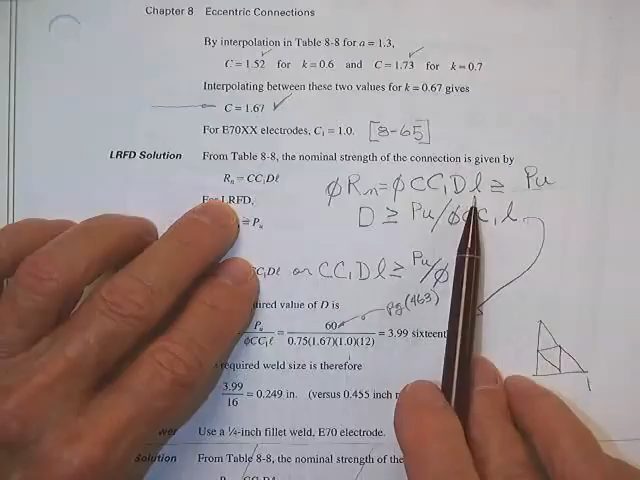 Chapter 8 Eccentric Connections
By interpolation in Table 8-8 for a = 1.3,
C = 1.52 for k = 0.6 and C = 1.73 for k = 0.7
Interpolating between these two values for k = 0.67 gives
C = 1.67
For E70XX electrodes, C₁ = 1.0. [8-65]
LRFD Solution From Table 8-8, the nominal strength of the connection is given by
Rₙ = CC₁Dℓ ϕRₙ = ϕCC₁Dl ≥ Pu
For LRFD, D ≥ Pu/ϕCC₁l
≧ Pᵤ
CC₁Dℓ or CC₁Dl ≥ Pu/ϕ
value of D is pg(463)
Pᵤ/ϕCC₁ℓ = 60/0.75(1.67)(1.0)(12) = 3.99
required weld size is therefore
3.99/16 = 0.249 in. (versus 0.455 inch
Use a ¼-inch fillet weld, E70 electrode.
Solution From Table 8-8, the nominal strength of the